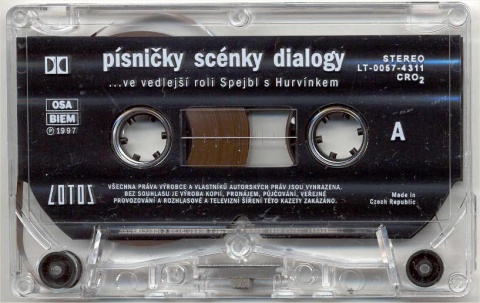 písničky scénky dialogy
...ve vedlejší roli Spejbl s Hurvínkem
STEREO
LT-0057-4311
CRO2
OSA
BIEM
Ⓟ 1997
A
LOTOS
VŠECHNA PRÁVA VÝROBCE A VLASTNÍKŮ AUTORSKÝCH PRÁV JSOU VYHRAZENA.
BEZ SOUHLASU JE VÝROBA KOPIÍ, PRONÁJEM, PŮJČOVÁNÍ, VEŘEJNÉ
PROVOZOVÁNÍ A ROZHLASOVÉ A TELEVIZNÍ ŠÍŘENÍ TÉTO KAZETY ZAKÁZÁNO.
Made in
Czech Republic